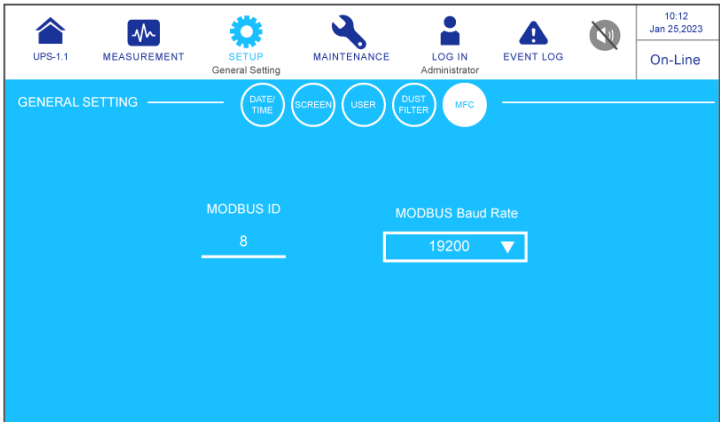 10:12
Jan 25,2023
UPS-1.1
MEASUREMENT
SETUP
General Setting
MAINTENANCE
LOG IN
Administrator
EVENT LOG
On-Line
GENERAL SETTING
DATE/
TIME
SCREEN
USER
DUST
FILTER
MFC
MODBUS ID
8
MODBUS Baud Rate
19200